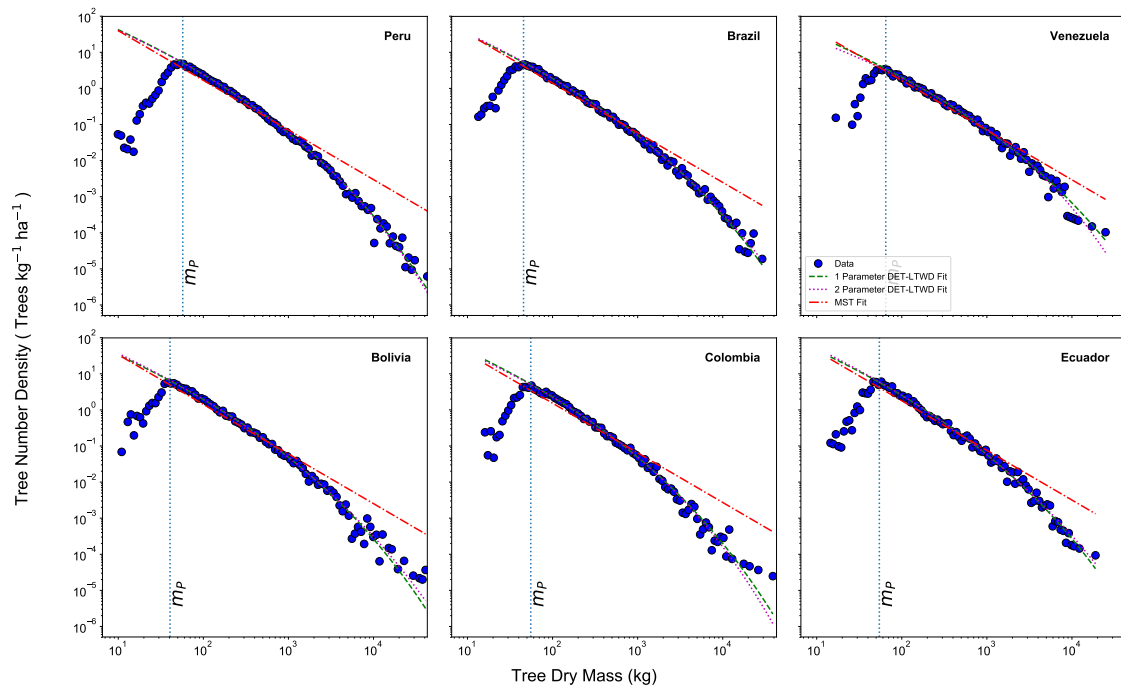 Peru
Brazil
Venezuela
10² 10¹ 10⁰ 10⁻¹ 10⁻² 10⁻³ 10⁻⁴ 10⁻⁵ 10⁻⁶
m_P
m_P
Data
1 Parameter DET-LTWD Fit
2 Parameter DET-LTWD Fit
MST Fit
Tree Number Density ( Trees kg⁻¹ ha⁻¹ )
Bolivia
Colombia
Ecuador
10² 10¹ 10⁰ 10⁻¹ 10⁻² 10⁻³ 10⁻⁴ 10⁻⁵ 10⁻⁶
m_P
m_P
m_P
10¹ 10² 10³ 10⁴
10¹ 10² 10³ 10⁴
10¹ 10² 10³ 10⁴
Tree Dry Mass (kg)